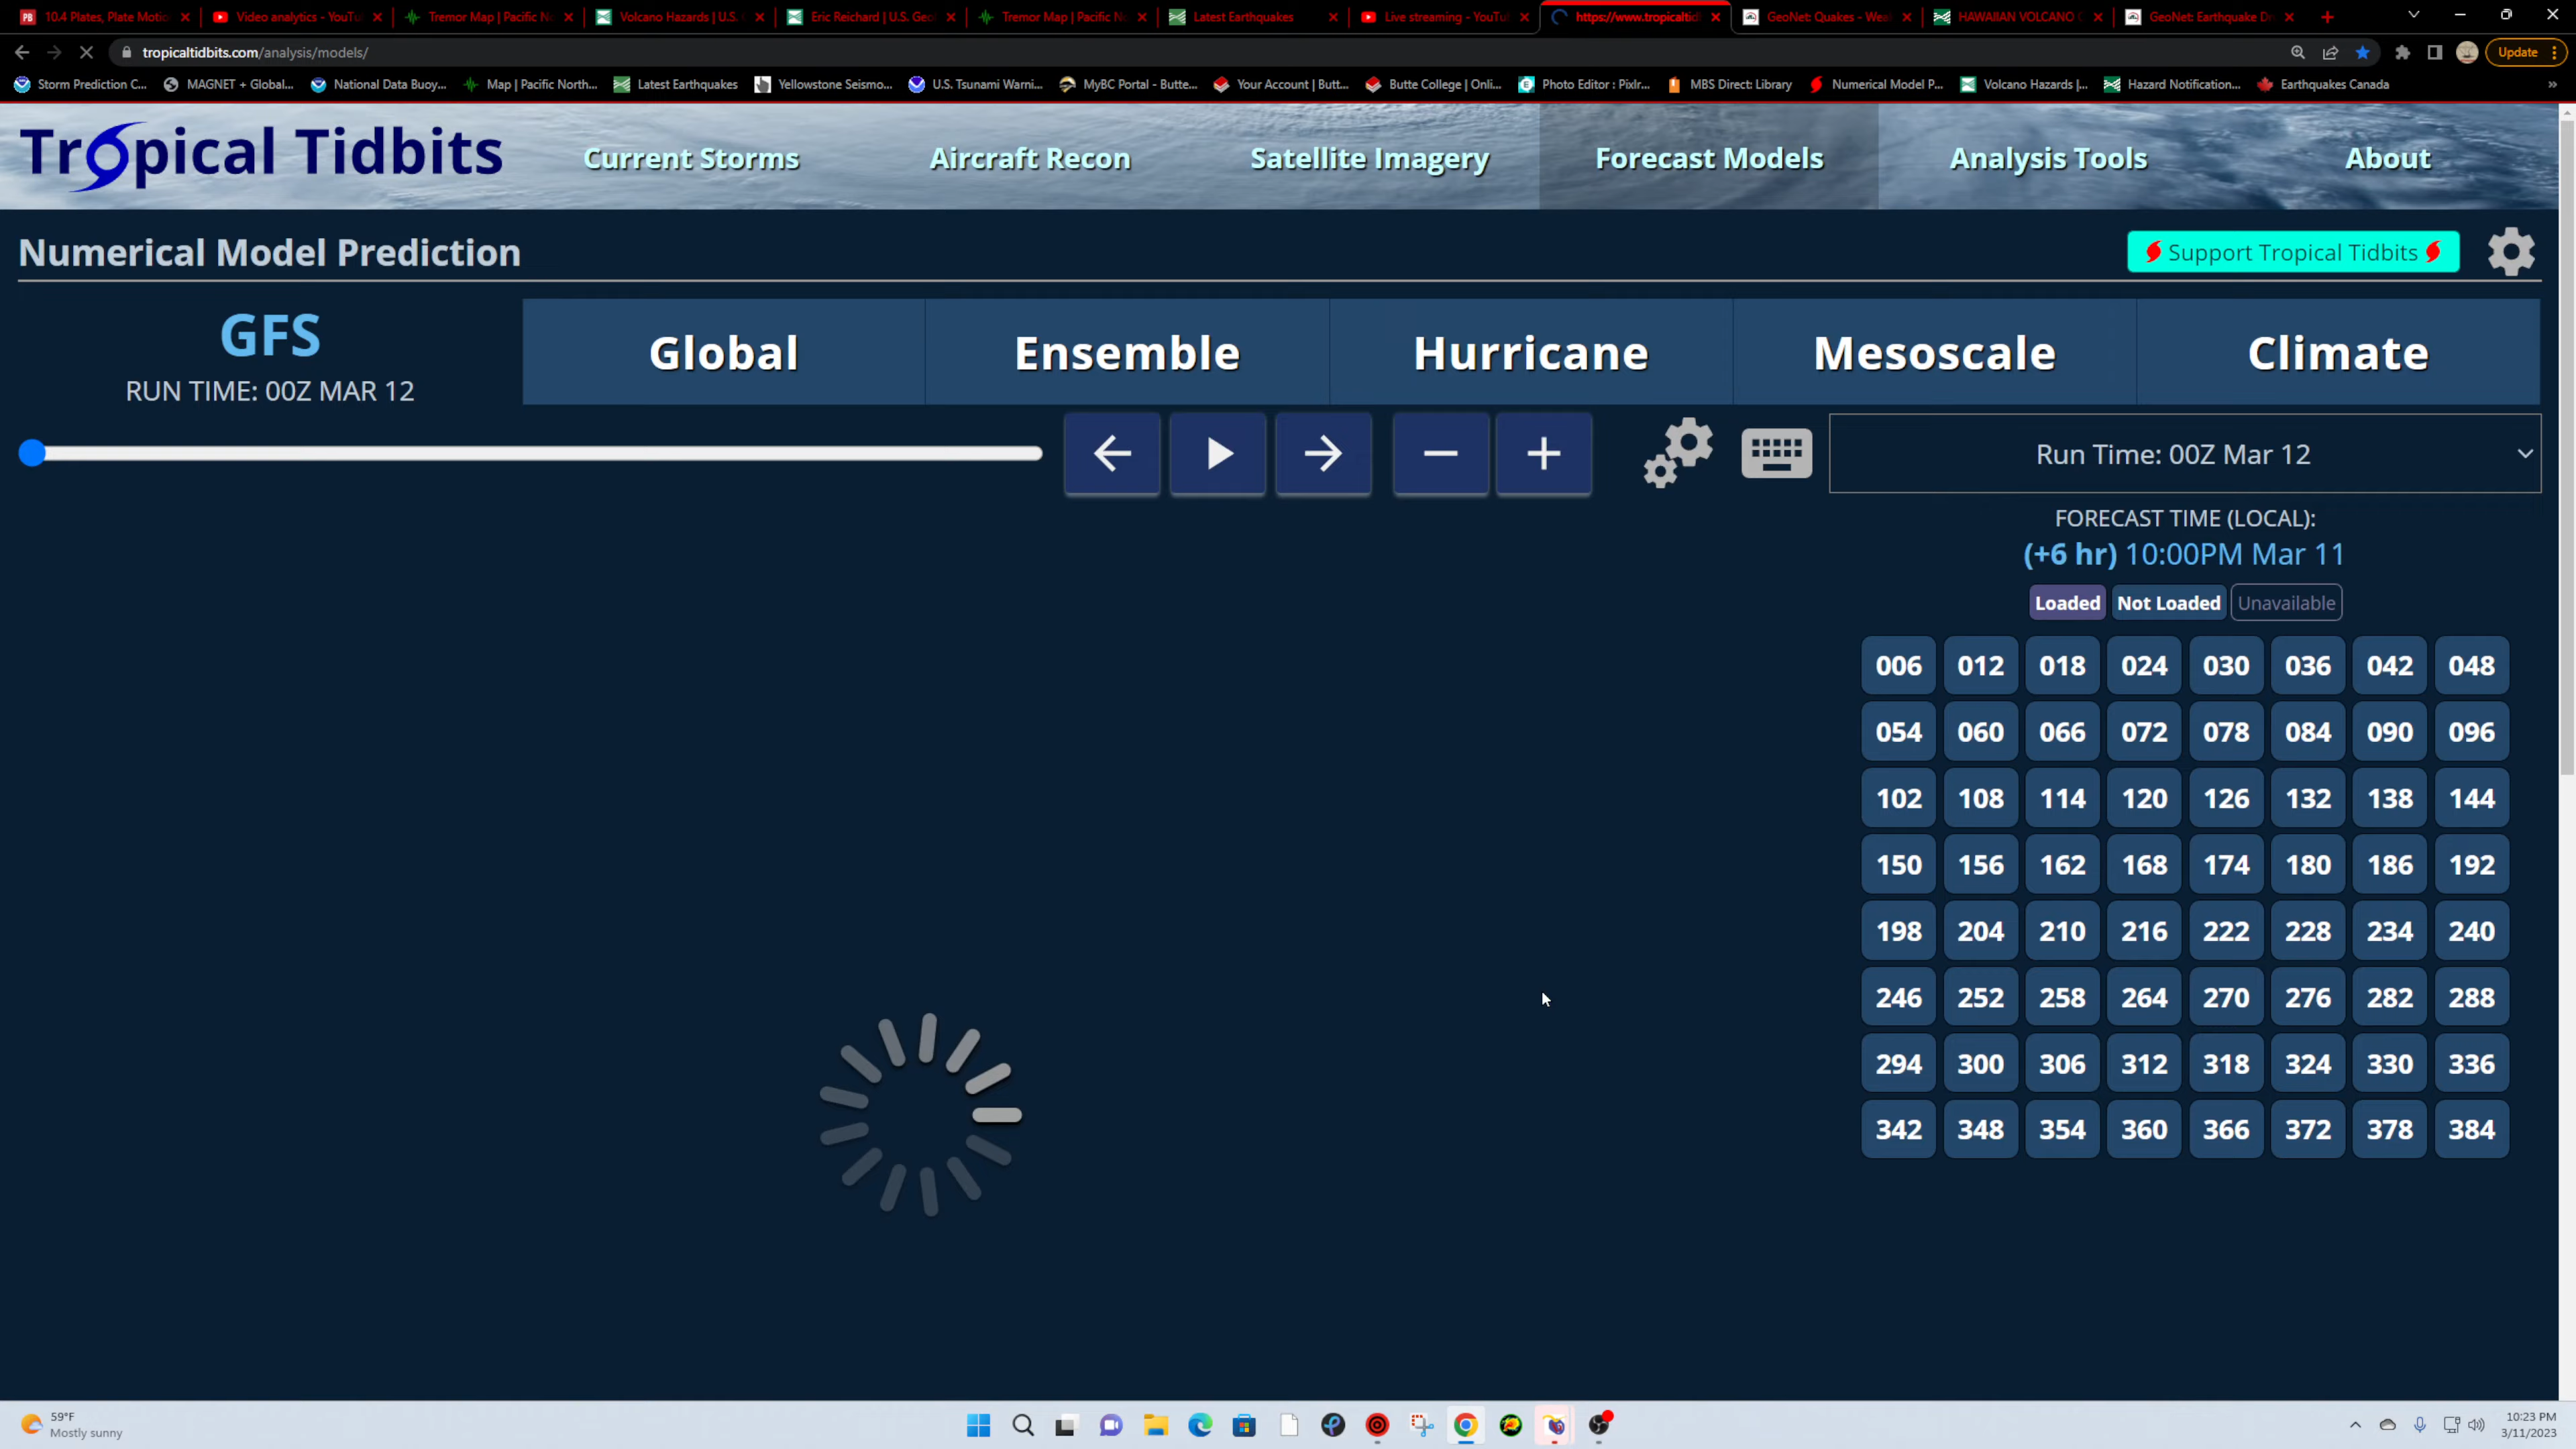 10.4 Plates, Plate Motio
Video analytics - YouTu
Tremor Map | Pacific No
Volcano Hazards | U.S.
Eric Reichard | U.S. Geo
Tremor Map | Pacific No
Latest Earthquakes
Live streaming - YouTu
https://www.tropicaltid
GeoNet: Quakes - Wea
HAWAIIAN VOLCANO
GeoNet: Earthquake Dr
tropicaltidbits.com/analysis/models/
Update
Storm Prediction C...
MAGNET + Global...
National Data Buoy...
Map | Pacific North...
Latest Earthquakes
Yellowstone Seismo...
U.S. Tsunami Warni...
MyBC Portal - Butte...
Your Account | Butt...
Butte College | Onli...
Photo Editor : Pixlr...
MBS Direct: Library
Numerical Model P...
Volcano Hazards |...
Hazard Notification...
Earthquakes Canada
Tropical Tidbits
Current Storms
Aircraft Recon
Satellite Imagery
Forecast Models
Analysis Tools
About
Numerical Model Prediction
Support Tropical Tidbits
GFS
RUN TIME: 00Z MAR 12
Global
Ensemble
Hurricane
Mesoscale
Climate
Run Time: 00Z Mar 12
FORECAST TIME (LOCAL):
(+6 hr) 10:00PM Mar 11
Loaded Not Loaded Unavailable
006 012 018 024 030 036 042 048
054 060 066 072 078 084 090 096
102 108 114 120 126 132 138 144
150 156 162 168 174 180 186 192
198 204 210 216 222 228 234 240
246 252 258 264 270 276 282 288
294 300 306 312 318 324 330 336
342 348 354 360 366 372 378 384
59°F
Mostly sunny
10:23 PM
3/11/2023